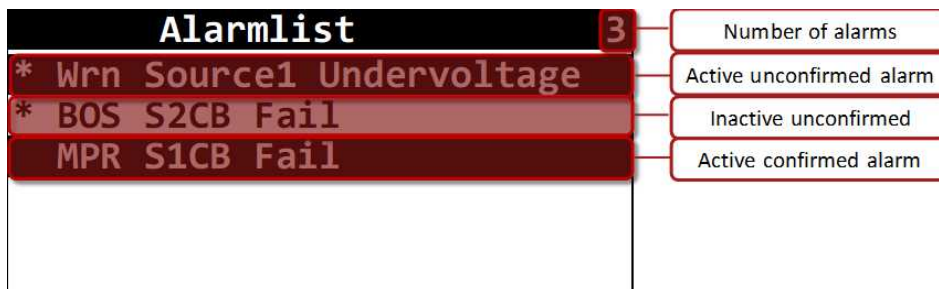 Alarmlist 3 Number of alarms
* Wrn Source1 Undervoltage Active unconfirmed alarm
* BOS S2CB Fail Inactive unconfirmed
MPR S1CB Fail Active confirmed alarm